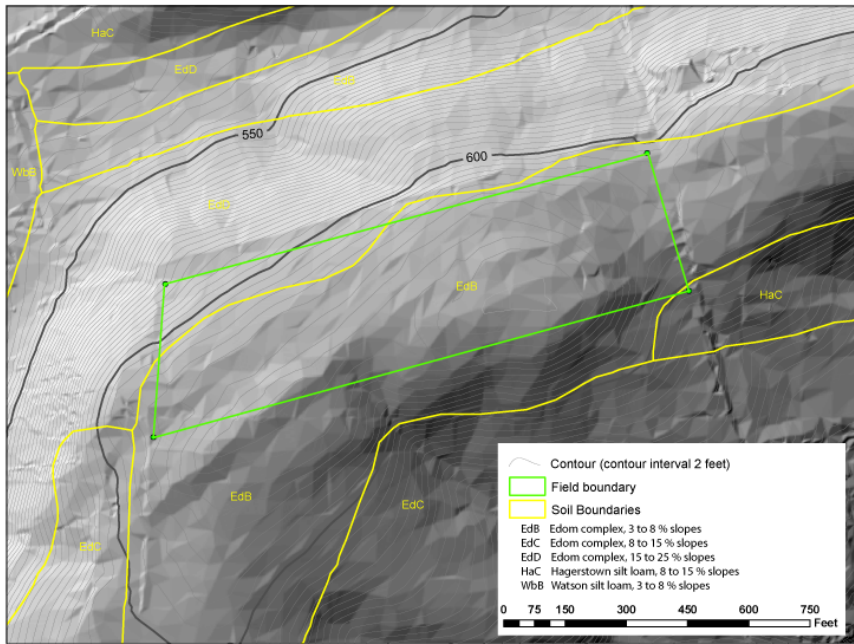 HaC
EdD
EdB
550
600
WbB
EdD
EdB
HaC
EdB
EdC
EdC
Contour (contour interval 2 feet)
Field boundary
Soil Boundaries
EdB Edom complex, 3 to 8 % slopes
EdC Edom complex, 8 to 15 % slopes
EdD Edom complex, 15 to 25 % slopes
HaC Hagerstown silt loam, 8 to 15 % slopes
WbB Watson silt loam, 3 to 8 % slopes
0 75 150 300 450 600 750
Feet